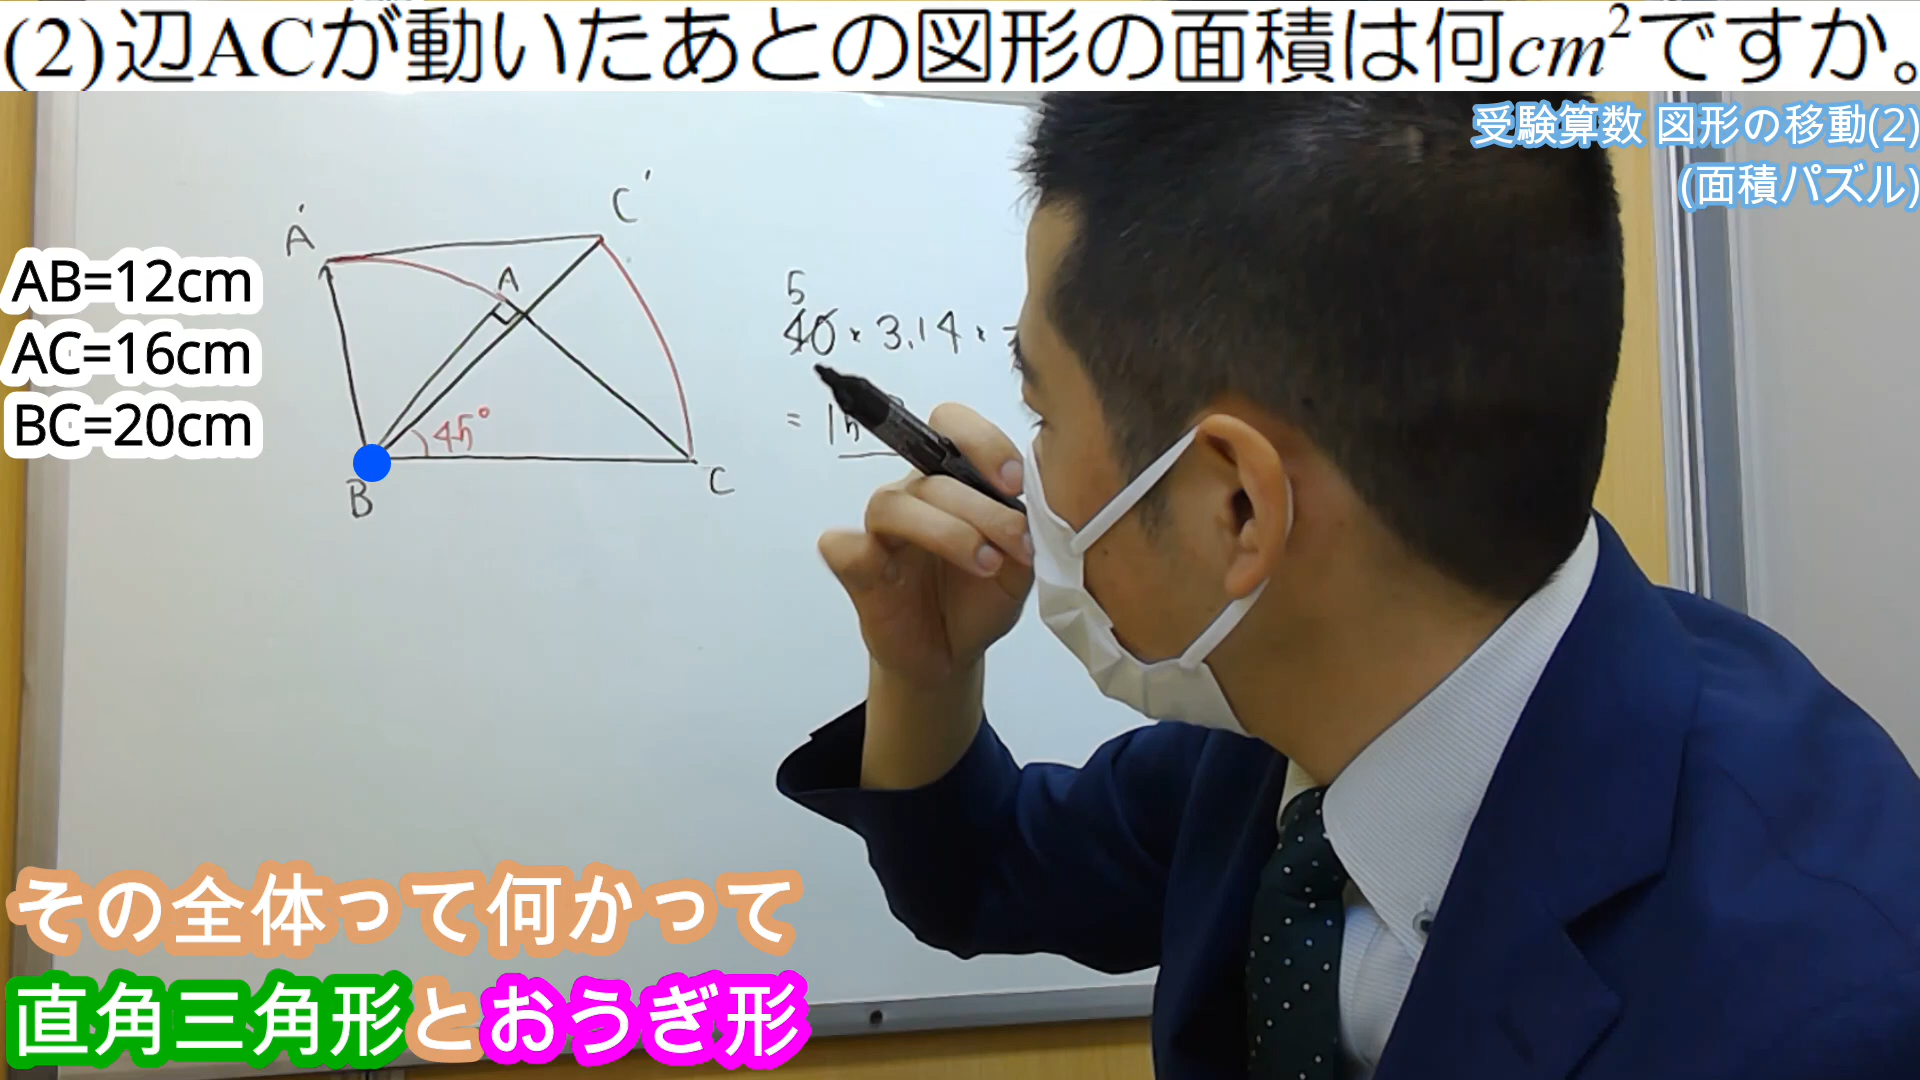 (2)辺ACが動いたあとの図形の面積は何cm²ですか。
受験算数 図形の移動(2)
(面積パズル)
AB=12cm
AC=16cm
BC=20cm
A'
C'
A
45°
B
C
5
40×3.14×
=
その全体って何かって
直角三角形とおうぎ形